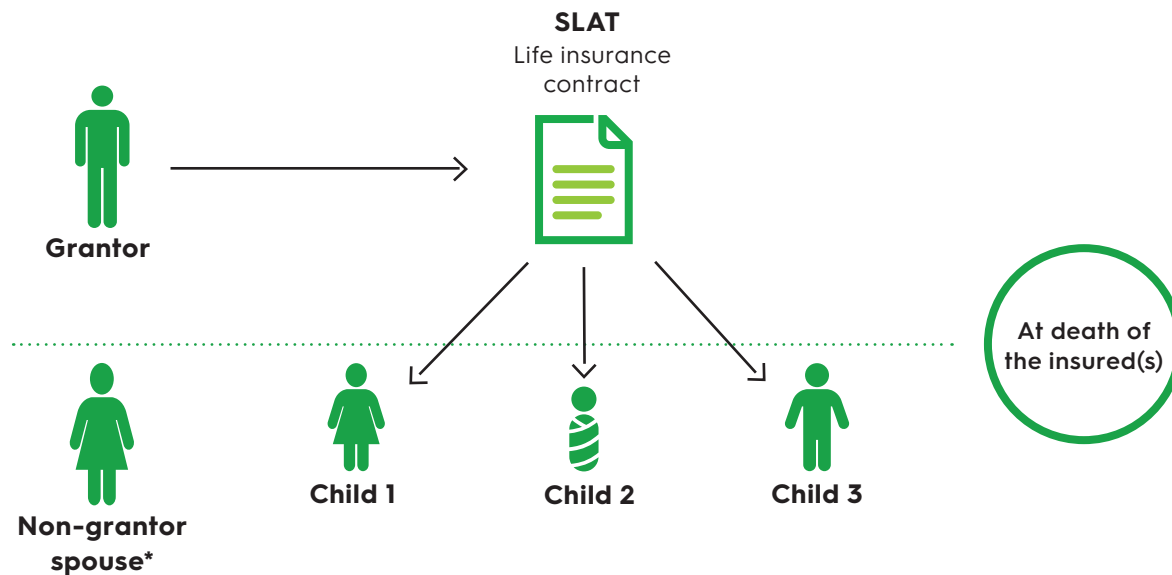 SLAT
Life insurance
contract
Grantor
At death of
the insured(s)
Non-grantor
spouse*
Child 1
Child 2
Child 3